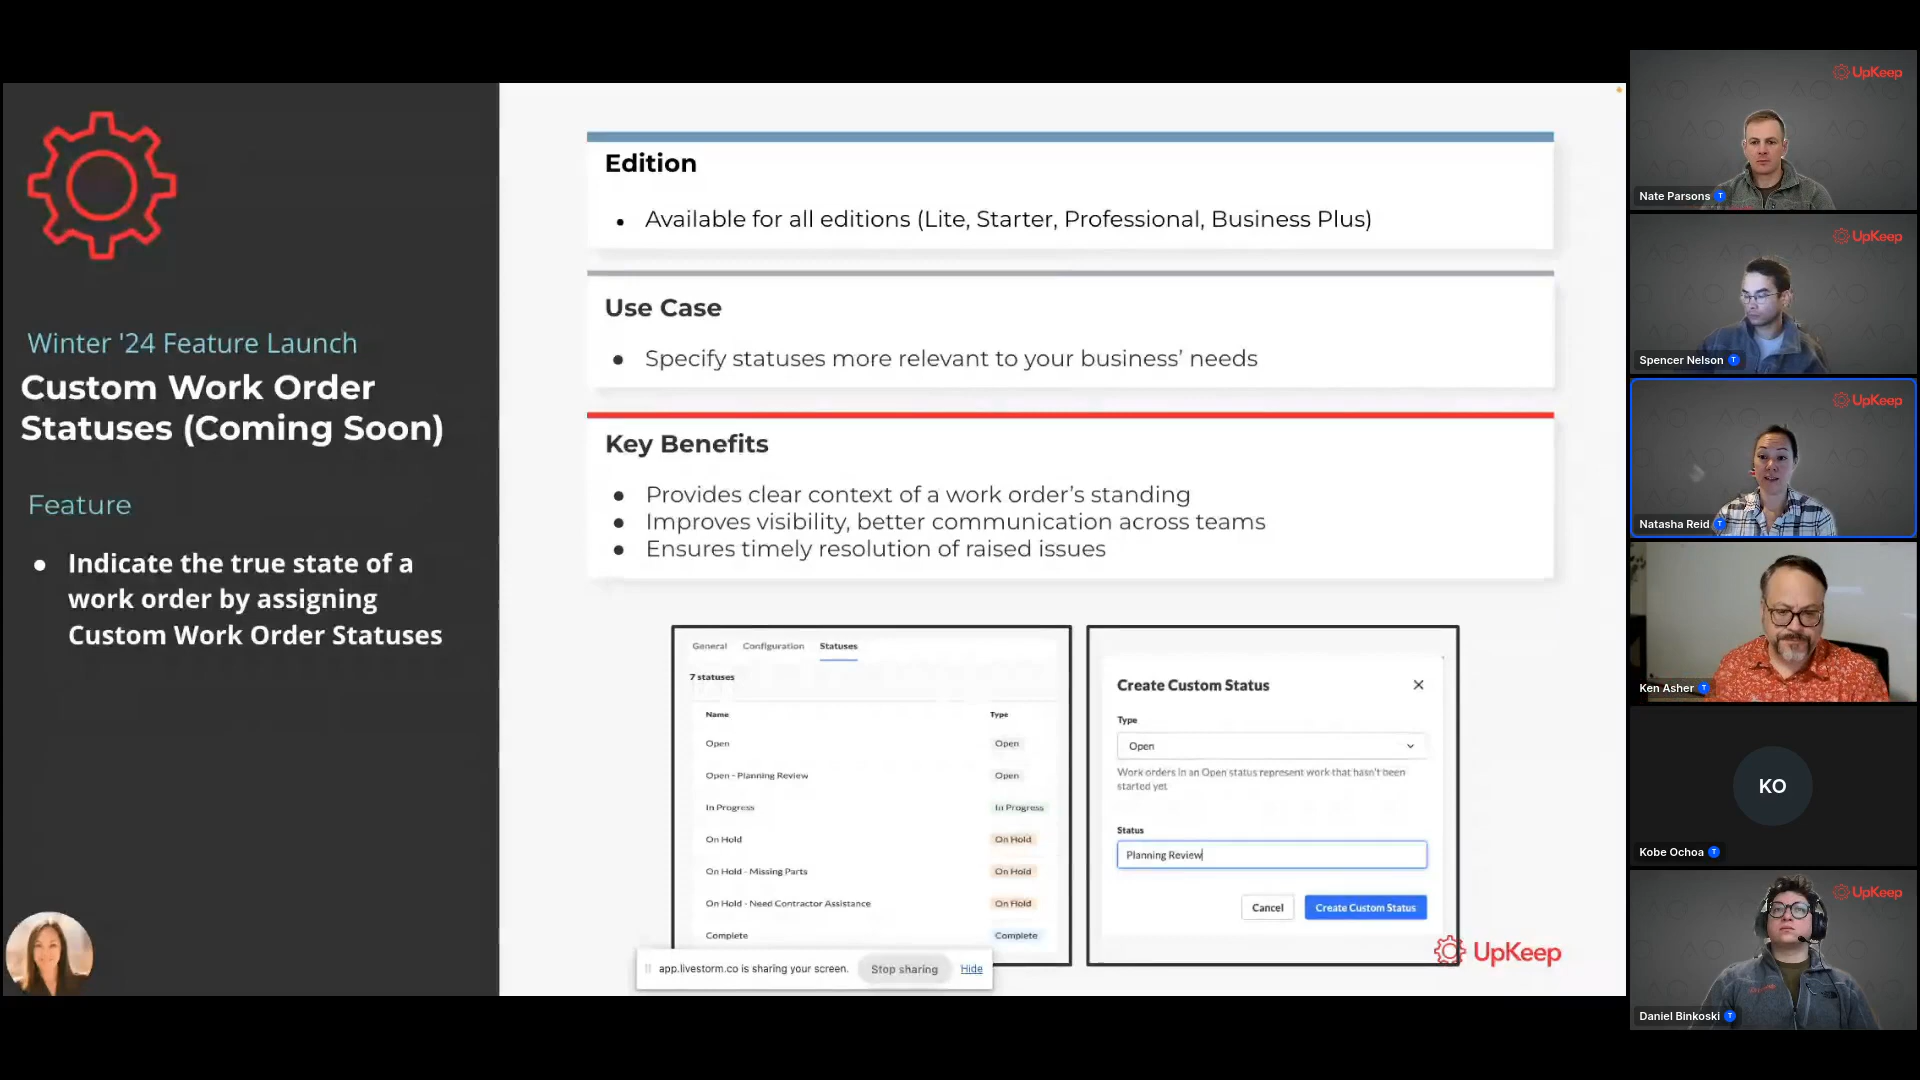 Winter '24 Feature Launch
Custom Work Order
Statuses (Coming Soon)
Feature
● Indicate the true state of a
work order by assigning
Custom Work Order Statuses
Edition
● Available for all editions (Lite, Starter, Professional, Business Plus)
Use Case
● Specify statuses more relevant to your business’ needs
Key Benefits
● Provides clear context of a work order’s standing
● Improves visibility, better communication across teams
● Ensures timely resolution of raised issues
General Configuration Statuses
7 statuses
Name Type
Open Open
Open - Planning Review Open
In Progress In Progress
On Hold On Hold
On Hold - Missing Parts On Hold
On Hold - Need Contractor Assistance On Hold
Complete Complete
Create Custom Status
Type
Open
Work orders in an Open status represent work that hasn't been
started yet
Status
Planning Review
Cancel Create Custom Status
UpKeep
app.livestorm.co is sharing your screen. Stop sharing Hide
UpKeep
Nate Parsons T
UpKeep
Spencer Nelson T
UpKeep
Natasha Reid T
Ken Asher T
KO
Kobe Ochoa T
UpKeep
Daniel Binkoski T